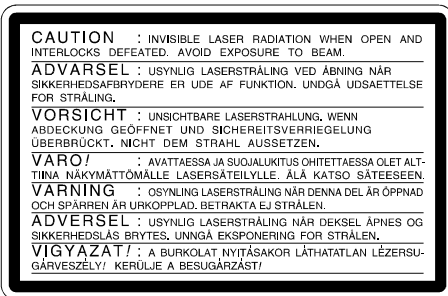 CAUTION : INVISIBLE LASER RADIATION WHEN OPEN AND
INTERLOCKS DEFEATED. AVOID EXPOSURE TO BEAM.
ADVARSEL : USYNLIG LASERSTRÅLING VED ÅBNING NÅR
SIKKERHEDSAFBRYDERE ER UDE AF FUNKTION. UNDGÅ UDSAETTELSE
FOR STRÅLING.
VORSICHT : UNSICHTBARE LASERSTRAHLUNG. WENN
ABDECKUNG GEÖFFNET UND SICHEREITSVERRIEGELUNG
ÜBERBRÜCKT. NICHT DEM STRAHL AUSSETZEN.
VARO! : AVATTAESSA JA SUOJALUKITUS OHITETTAESSA OLET ALT-
TIINA NÄKYMÄTTÖMÄLLE LASERSÄTEILYLLE. ÄLÄ KATSO SÄTEESEEN.
VARNING : OSYNLING LASERSTRÅLING NÄR DENNA DEL ÄR ÖPPNAD
OCH SPÄRREN ÄR URKOPPLAD. BETRAKTA EJ STRÅLEN.
ADVERSEL : USYNLIG LASERSTRÅLING NÅR DEKSEL ÅPNES OG
SIKKERHEDSLÅS BRYTES. UNNGÅ EKSPONERING FOR STRÅLEN.
VIGYAZAT! : A BURKOLAT NYITÁSAKOR LÁTHATATLAN LÉZERSU-
GÁRVESZÉLY! KERÜLJE A BESUGÁRZÁST!